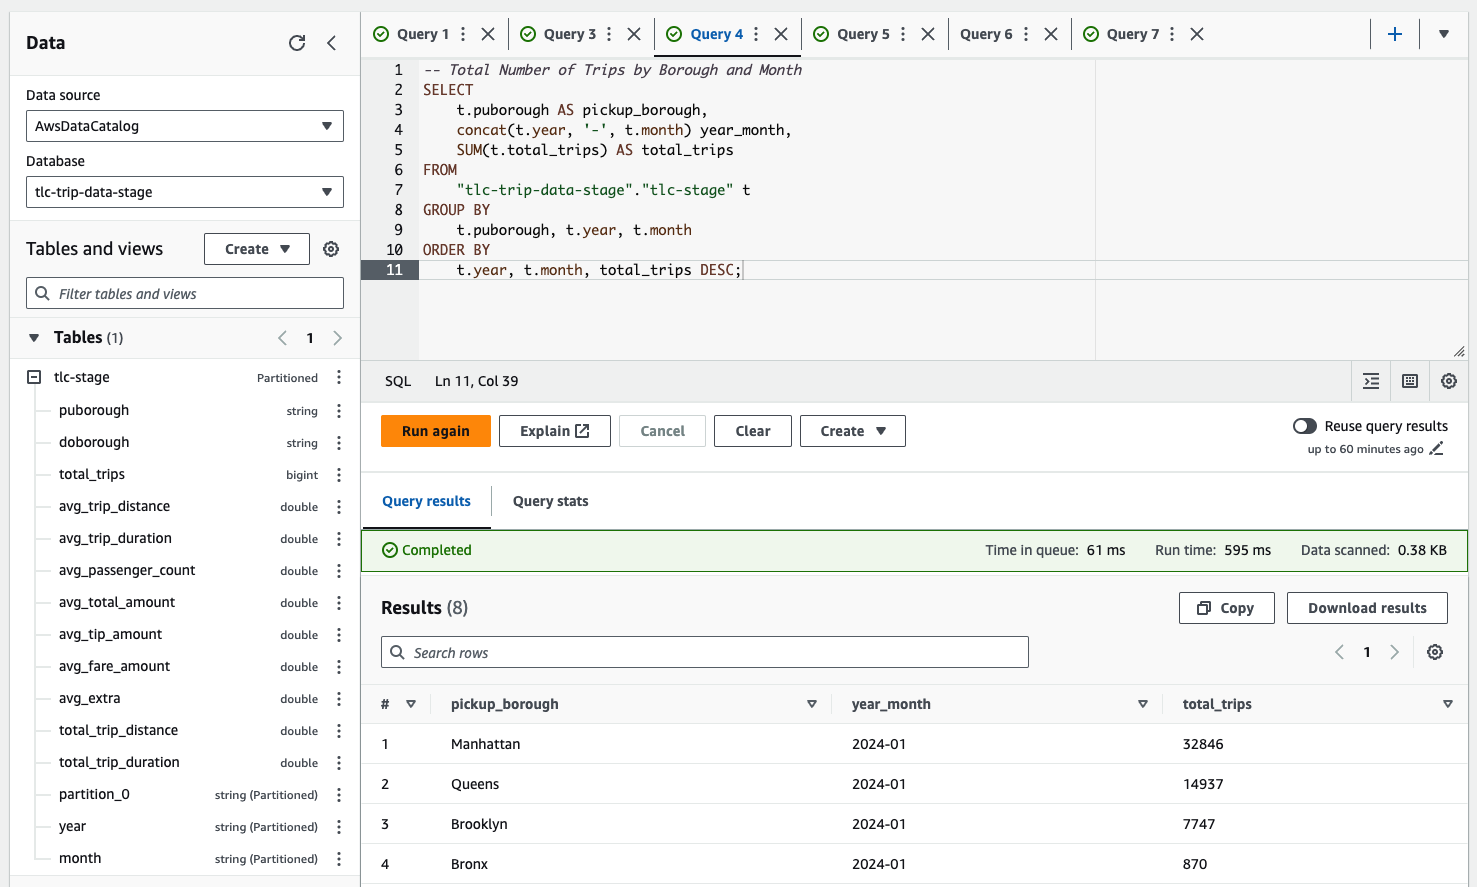 Data
Data source
AwsDataCatalog
Database
tlc-trip-data-stage
Tables and views
Create
Filter tables and views
Tables (1)
1
tlc-stage Partitioned
puborough string
doborough string
total_trips bigint
avg_trip_distance double
avg_trip_duration double
avg_passenger_count double
avg_total_amount double
avg_tip_amount double
avg_fare_amount double
avg_extra double
total_trip_distance double
total_trip_duration double
partition_0 string (Partitioned)
year string (Partitioned)
month string (Partitioned)
Query 1 Query 3 Query 4 Query 5 Query 6 Query 7
1 -- Total Number of Trips by Borough and Month
2 SELECT
3 t.puborough AS pickup_borough,
4 concat(t.year, '-', t.month) year_month,
5 SUM(t.total_trips) AS total_trips
6 FROM
7 "tlc-trip-data-stage"."tlc-stage" t
8 GROUP BY
9 t.puborough, t.year, t.month
10 ORDER BY
11 t.year, t.month, total_trips DESC;
SQL Ln 11, Col 39
Run again Explain Cancel Clear Create
Reuse query results
up to 60 minutes ago
Query results Query stats
Completed Time in queue: 61 ms Run time: 595 ms Data scanned: 0.38 KB
Results (8) Copy Download results
Search rows 1
# pickup_borough year_month total_trips
1 Manhattan 2024-01 32846
2 Queens 2024-01 14937
3 Brooklyn 2024-01 7747
4 Bronx 2024-01 870